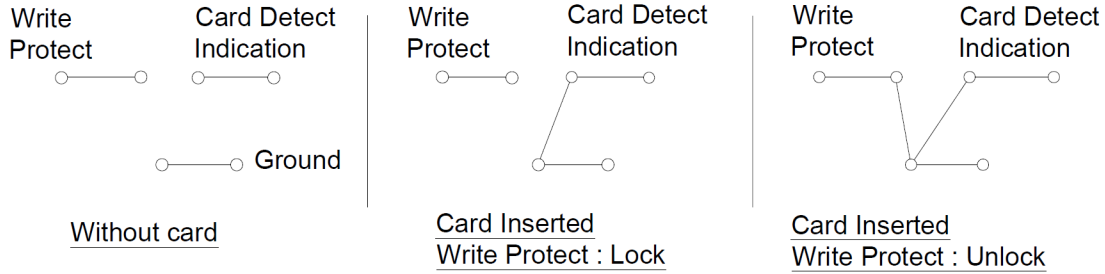 Write
Protect
Card Detect
Indication
Ground
Without card
Write
Protect
Card Detect
Indication
Card Inserted
Write Protect : Lock
Write
Protect
Card Detect
Indication
Card Inserted
Write Protect : Unlock